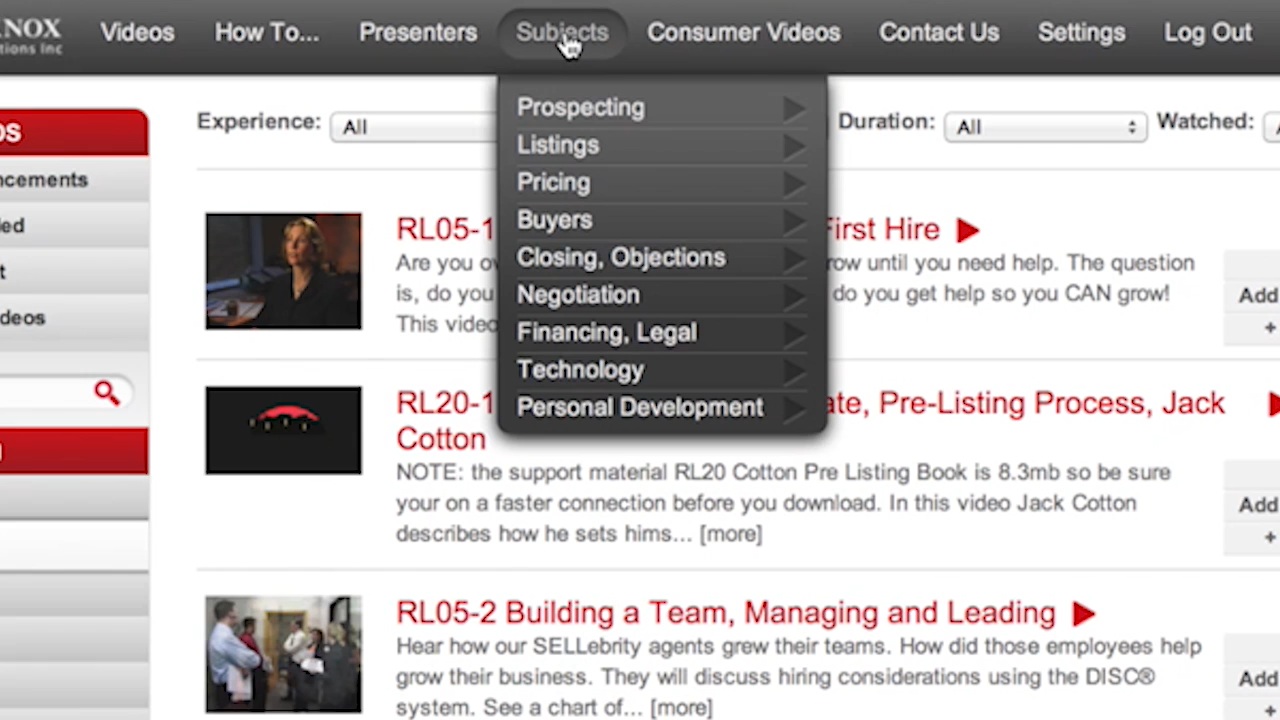 NOX
tions Inc
Videos How To... Presenters Subjects Consumer Videos Contact Us Settings Log Out
OS
ncements
ed
t
deos
Experience: All Duration: All Watched:
Prospecting
Listings
Pricing
Buyers
Closing, Objections
Negotiation
Financing, Legal
Technology
Personal Development
RL05-1 First Hire
Are you ov row until you need help. The question
is, do you do you get help so you CAN grow!
This video
Add
+
RL20-1 ate, Pre-Listing Process, Jack
Cotton
NOTE: the support material RL20 Cotton Pre Listing Book is 8.3mb so be sure
your on a faster connection before you download. In this video Jack Cotton
describes how he sets hims... [more]
Add
+
RL05-2 Building a Team, Managing and Leading
Hear how our SELLebrity agents grew their teams. How did those employees help
grow their business. They will discuss hiring considerations using the DISC®
system. See a chart of... [more]
Add
+